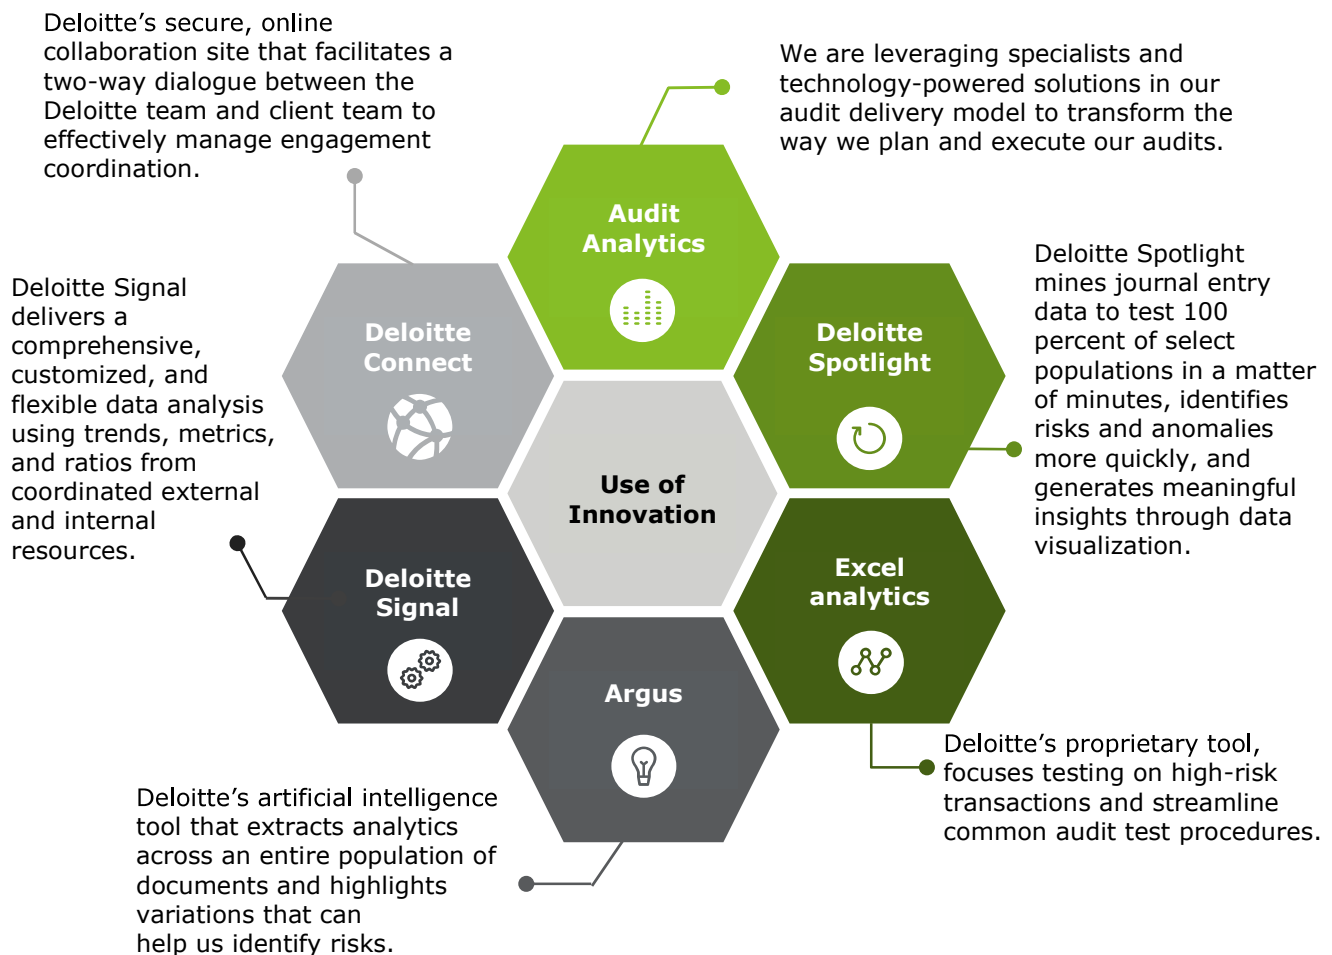 Deloitte’s secure, online
collaboration site that facilitates a
two-way dialogue between the
Deloitte team and client team to
effectively manage engagement
coordination.
We are leveraging specialists and
technology-powered solutions in our
audit delivery model to transform the
way we plan and execute our audits.
Audit
Analytics
Deloitte
Connect
Deloitte
Spotlight
Deloitte Spotlight
mines journal entry
data to test 100
percent of select
populations in a matter
of minutes, identifies
risks and anomalies
more quickly, and
generates meaningful
insights through data
visualization.
Deloitte Signal
delivers a
comprehensive,
customized, and
flexible data analysis
using trends, metrics,
and ratios from
coordinated external
and internal
resources.
Use of
Innovation
Deloitte
Signal
Excel
analytics
Argus
Deloitte’s proprietary tool,
focuses testing on high-risk
transactions and streamline
common audit test procedures.
Deloitte’s artificial intelligence
tool that extracts analytics
across an entire population of
documents and highlights
variations that can
help us identify risks.